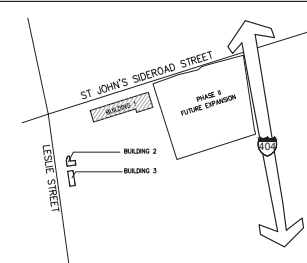 ST JOHN'S SIDEROAD STREET
BUILDING 1
PHASE II
FUTURE EXPANSION
404
LESLIE STREET
BUILDING 2
BUILDING 3